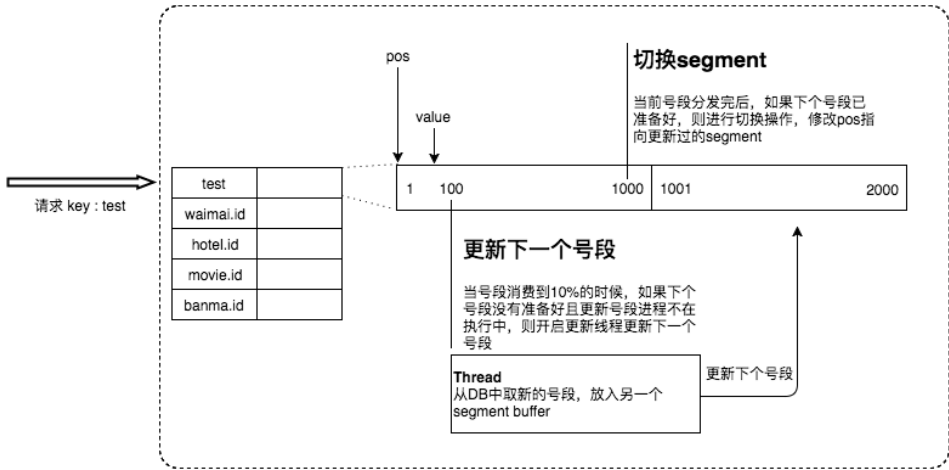 pos
切换segment
当前号段分发完后，如果下个号段已
准备好，则进行切换操作，修改pos指
向更新过的segment
value
test
1 100 1000 1001 2000
请求 key : test
waimai.id
hotel.id
movie.id
banma.id
更新下一个号段
当号段消费到10%的时候，如果下个
号段没有准备好且更新号段进程不在
执行中，则开启更新线程更新下一个
号段
Thread
从DB中取新的号段，放入另一个
segment buffer
更新下个号段